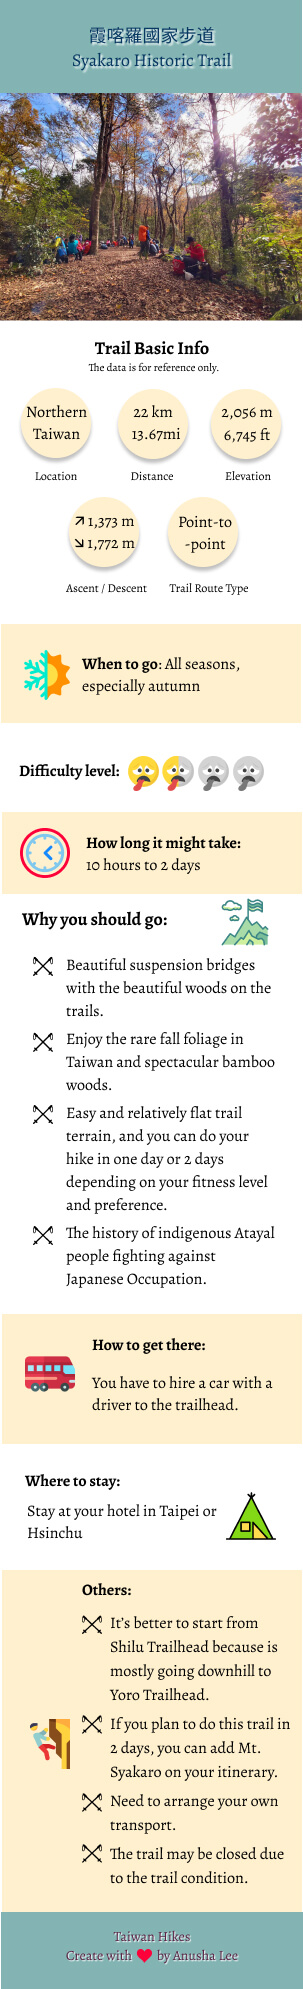 霞喀羅國家步道
Syakaro Historic Trail
Trail Basic Info
The data is for reference only.
Northern
Taiwan
Location
22 km
13.67mi
Distance
2,056 m
6,745 ft
Elevation
↗ 1,373 m
↘ 1,772 m
Ascent / Descent
Point-to
-point
Trail Route Type
When to go: All seasons,
especially autumn
Difficulty level:
How long it might take:
10 hours to 2 days
Why you should go:
Beautiful suspension bridges
with the beautiful woods on the
trails.
Enjoy the rare fall foliage in
Taiwan and spectacular bamboo
woods.
Easy and relatively flat trail
terrain, and you can do your
hike in one day or 2 days
depending on your fitness level
and preference.
The history of indigenous Atayal
people fighting against
Japanese Occupation.
How to get there:
You have to hire a car with a
driver to the trailhead.
Where to stay:
Stay at your hotel in Taipei or
Hsinchu
Others:
It's better to start from
Shilu Trailhead because is
mostly going downhill to
Yoro Trailhead.
If you plan to do this trail in
2 days, you can add Mt.
Syakaro on your itinerary.
Need to arrange your own
transport.
The trail may be closed due
to the trail condition.
Taiwan Hikes
Create with ❤ by Anusha Lee